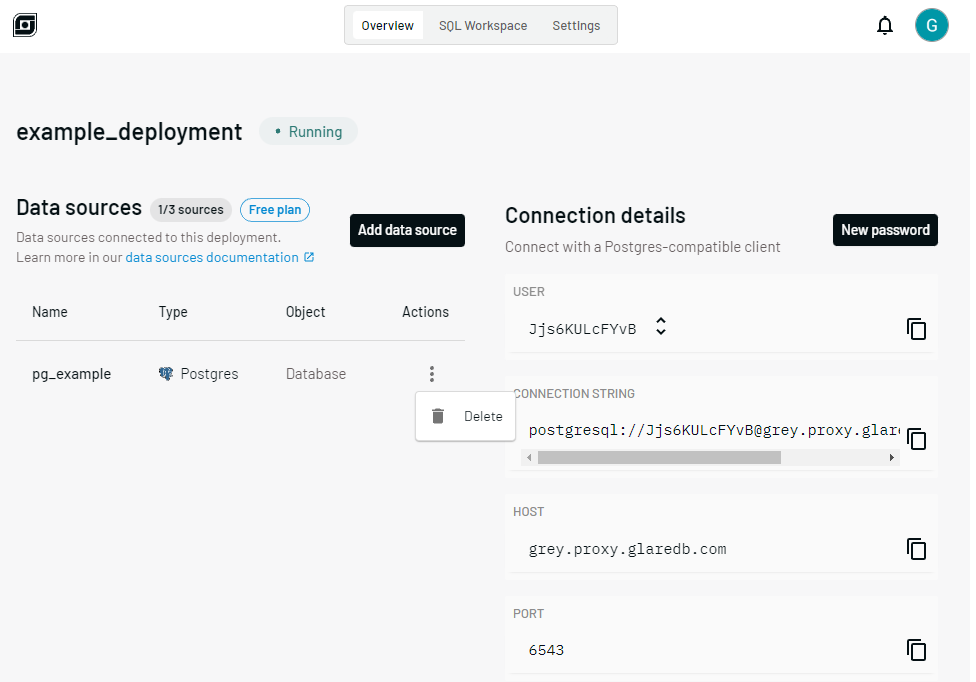 Overview SQL Workspace Settings
G
example_deployment
• Running
Data sources 1/3 sources Free plan
Data sources connected to this deployment.
Learn more in our data sources documentation
Add data source
Name Type Object Actions
pg_example Postgres Database
Delete
Connection details
Connect with a Postgres-compatible client
New password
USER
Jjs6KULcFYvB
CONNECTION STRING
postgresql://Jjs6KULcFYvB@grey.proxy.glare
HOST
grey.proxy.glaredb.com
PORT
6543